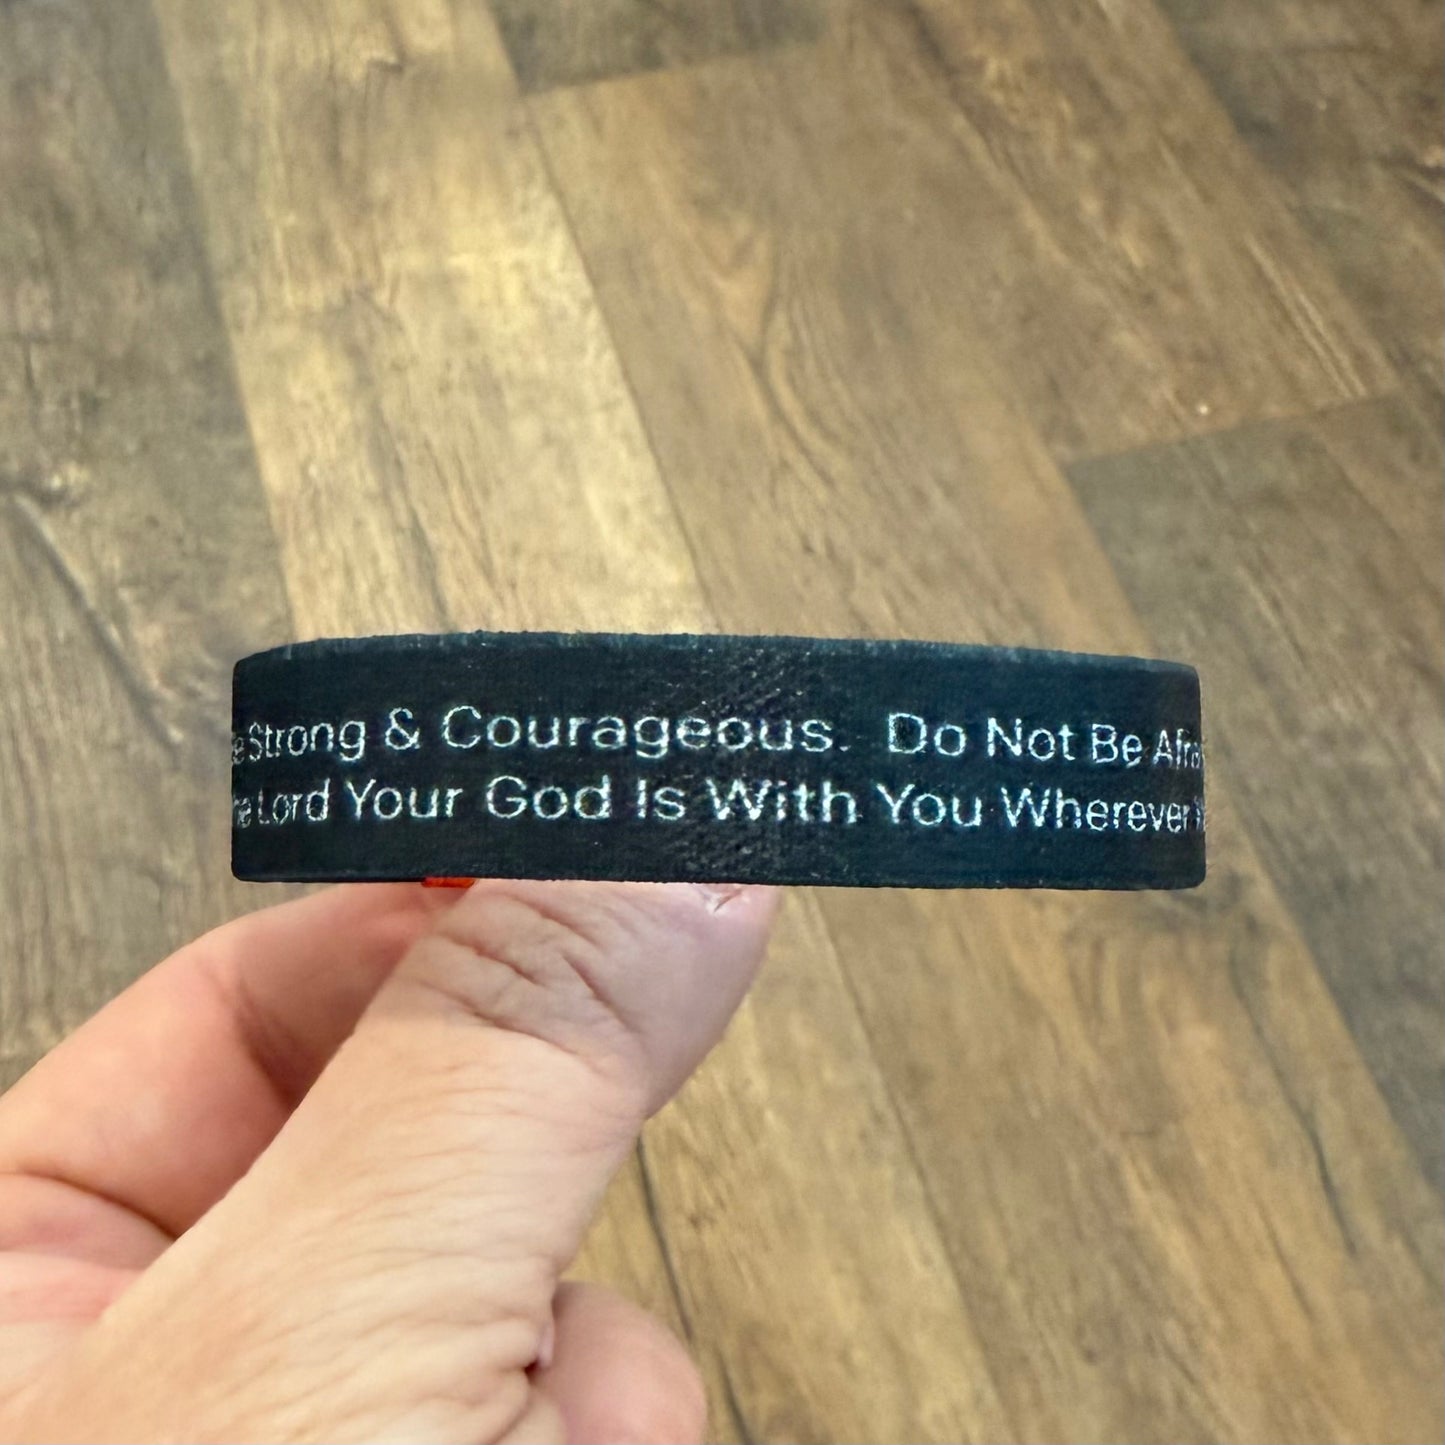 Strong & Courageous. Do Not Be
Lord Your God Is With You Wherever